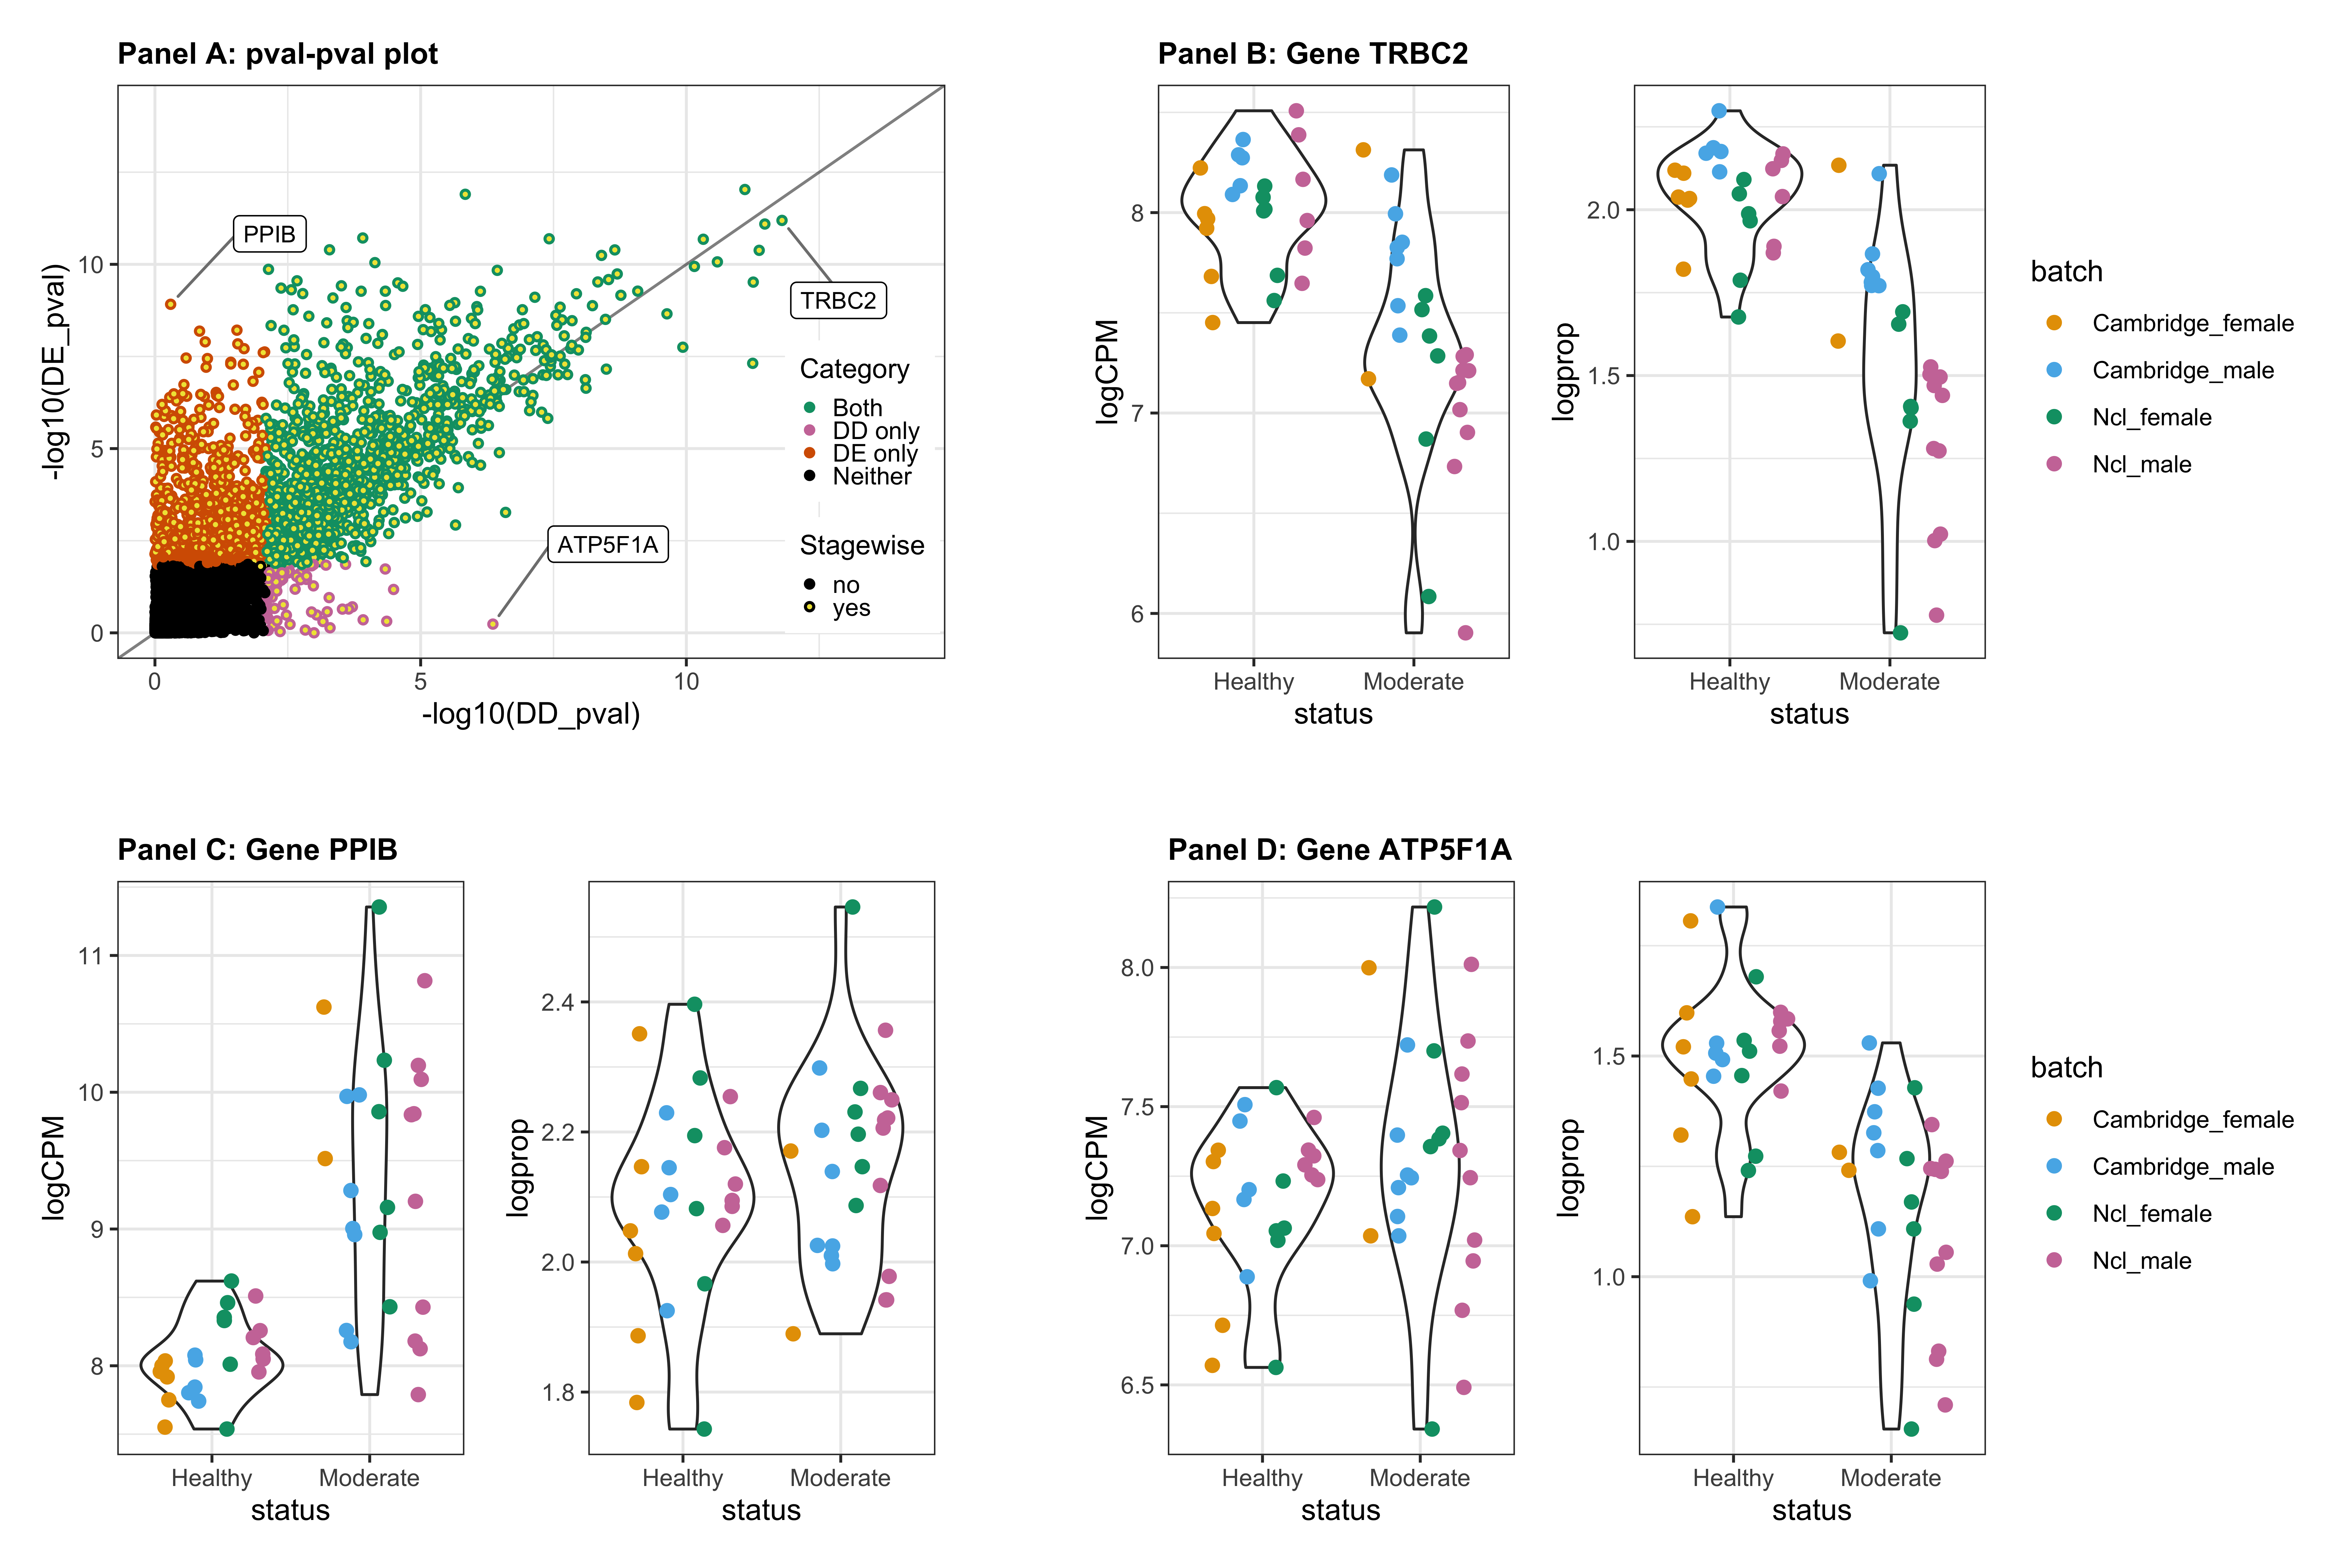 Panel A: pval-pval plot
-log10(DE_pval)
10
5
0
0
5
10
-log10(DD_pval)
PPIB
TRBC2
ATP5F1A
Category
Both
DD only
DE only
Neither
Stagewise
no
yes
Panel B: Gene TRBC2
logCPM
8
7
6
Healthy
Moderate
status
logprop
2.0
1.5
1.0
Healthy
Moderate
status
batch
Cambridge_female
Cambridge_male
Ncl_female
Ncl_male
Panel C: Gene PPIB
logCPM
11
10
9
8
Healthy
Moderate
status
logprop
2.4
2.2
2.0
1.8
Healthy
Moderate
status
Panel D: Gene ATP5F1A
logCPM
8.0
7.5
7.0
6.5
Healthy
Moderate
status
logprop
1.5
1.0
Healthy
Moderate
status
batch
Cambridge_female
Cambridge_male
Ncl_female
Ncl_male